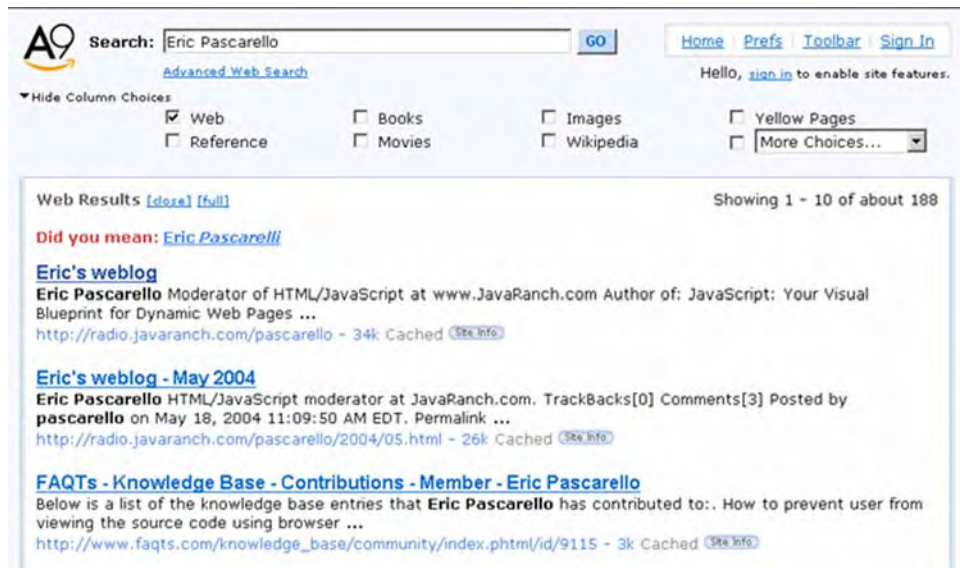 A9 Search: Eric Pascarello GO Home Prefs Toolbar Sign In
Advanced Web Search Hello, sign in to enable site features.
Hide Column Choices
Web Books Images Yellow Pages
Reference Movies Wikipedia More Choices...
Web Results [close] [full] Showing 1 - 10 of about 188
Did you mean: Eric Pascarelli
Eric's weblog
Eric Pascarello Moderator of HTML/JavaScript at www.JavaRanch.com Author of: JavaScript: Your Visual
Blueprint for Dynamic Web Pages ...
http://radio.javaranch.com/pascarello - 34k Cached Site Info
Eric's weblog - May 2004
Eric Pascarello HTML/JavaScript moderator at JavaRanch.com. TrackBacks[0] Comments[3] Posted by
pascarello on May 18, 2004 11:09:50 AM EDT. Permalink ...
http://radio.javaranch.com/pascarello/2004/05.html - 26k Cached Site Info
FAQTs - Knowledge Base - Contributions - Member - Eric Pascarello
Below is a list of the knowledge base entries that Eric Pascarello has contributed to:. How to prevent user from
viewing the source code using browser ...
http://www.faqts.com/knowledge_base/community/index.phtml/id/9115 - 3k Cached Site Info